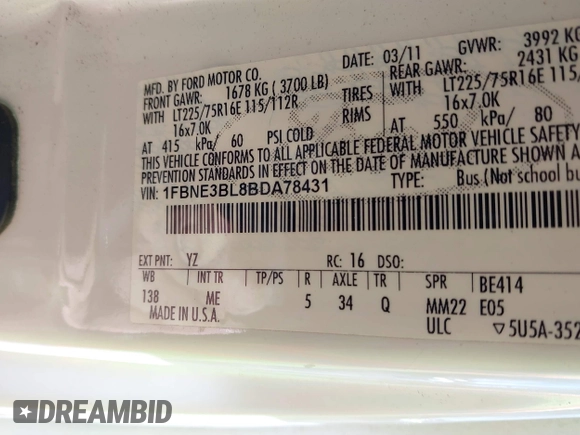 MFD. BY FORD MOTOR CO.
DATE: 03/11 GVWR: 3992 KG
FRONT GAWR: 1678 KG (3700 LB) REAR GAWR: 2431 KG
WITH LT225/75R16E 115/112R TIRES WITH LT225/75R16E 115/
16x7.0K RIMS 16x7.0K
AT 415 kPa/ 60 PSI COLD AT 550 kPa/ 80
THIS VEHICLE CONFORMS TO ALL APPLICABLE FEDERAL MOTOR VEHICLE SAFETY
STANDARDS IN EFFECT ON THE DATE OF MANUFACTURE SHOWN
VIN: 1FBNE3BL8BDA78431 TYPE: Bus (Not school bu
EXT PNT: YZ RC: 16 DSO:
WB INT TR TP/PS R AXLE TR SPR BE414
138 ME 5 34 Q MM22 E05
MADE IN U.S.A. ULC ▽5U5A-352
DREAMBID